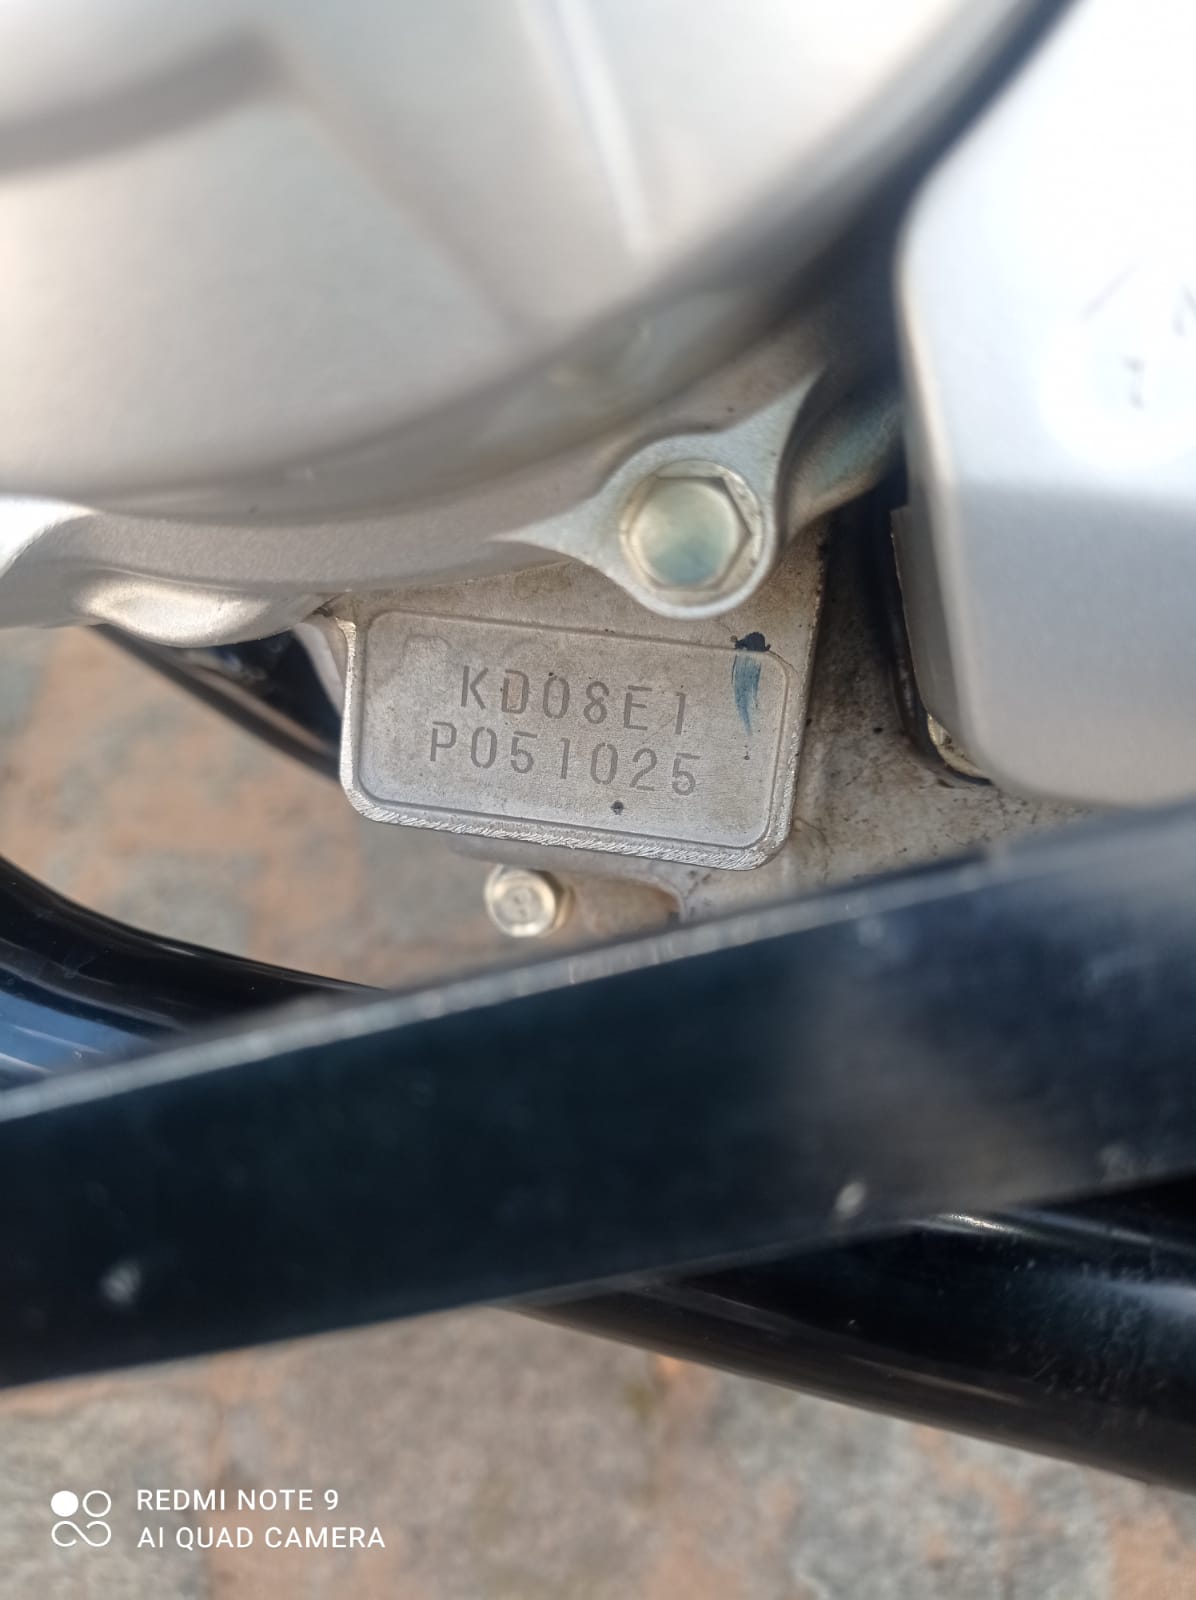 KD08E1
P051025
REDMI NOTE 9
AI QUAD CAMERA